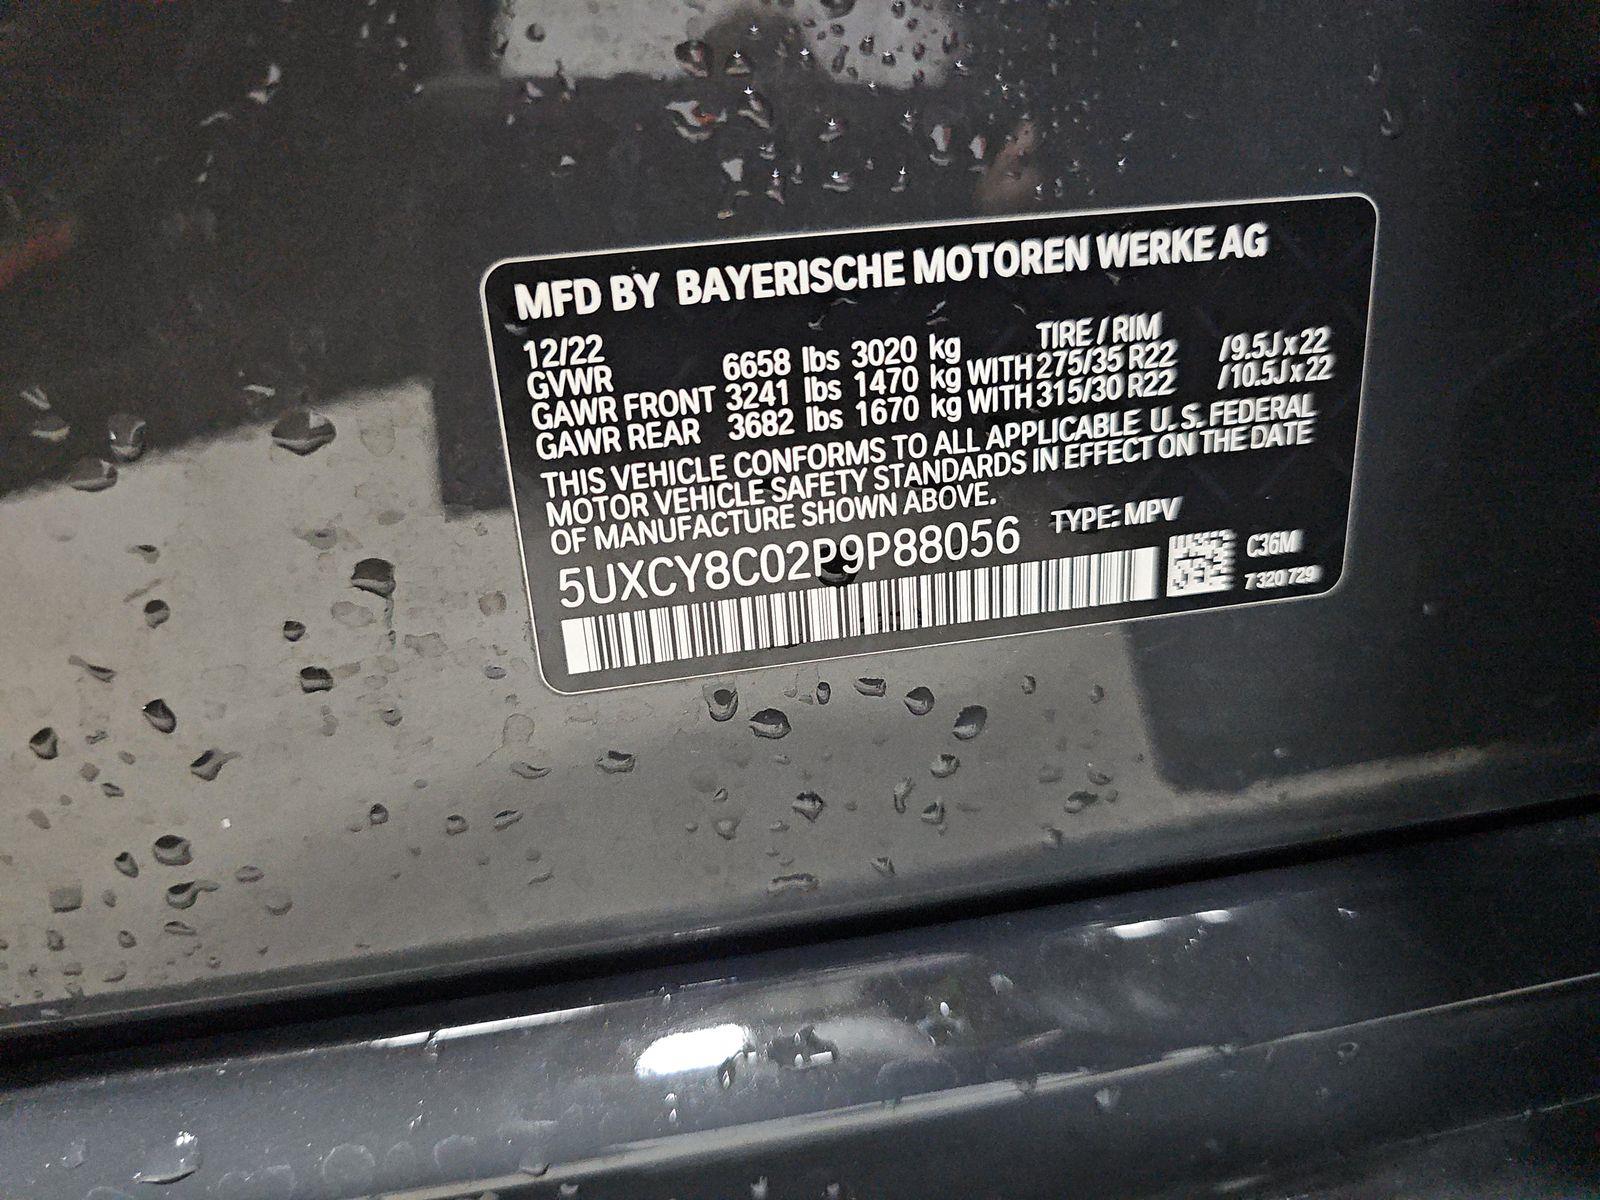 MFD BY BAYERISCHE MOTOREN WERKE AG
12/22 TIRE / RIM
GVWR 6658 lbs 3020 kg
GAWR FRONT 3241 lbs 1470 kg WITH 275/35 R22 /9.5J x 22
GAWR REAR 3682 lbs 1670 kg WITH 315/30 R22 /10.5J x 22
THIS VEHICLE CONFORMS TO ALL APPLICABLE U.S. FEDERAL
MOTOR VEHICLE SAFETY STANDARDS IN EFFECT ON THE DATE
OF MANUFACTURE SHOWN ABOVE.
5UXCY8C02P9P88056 TYPE: MPV
C36M
7 320 729